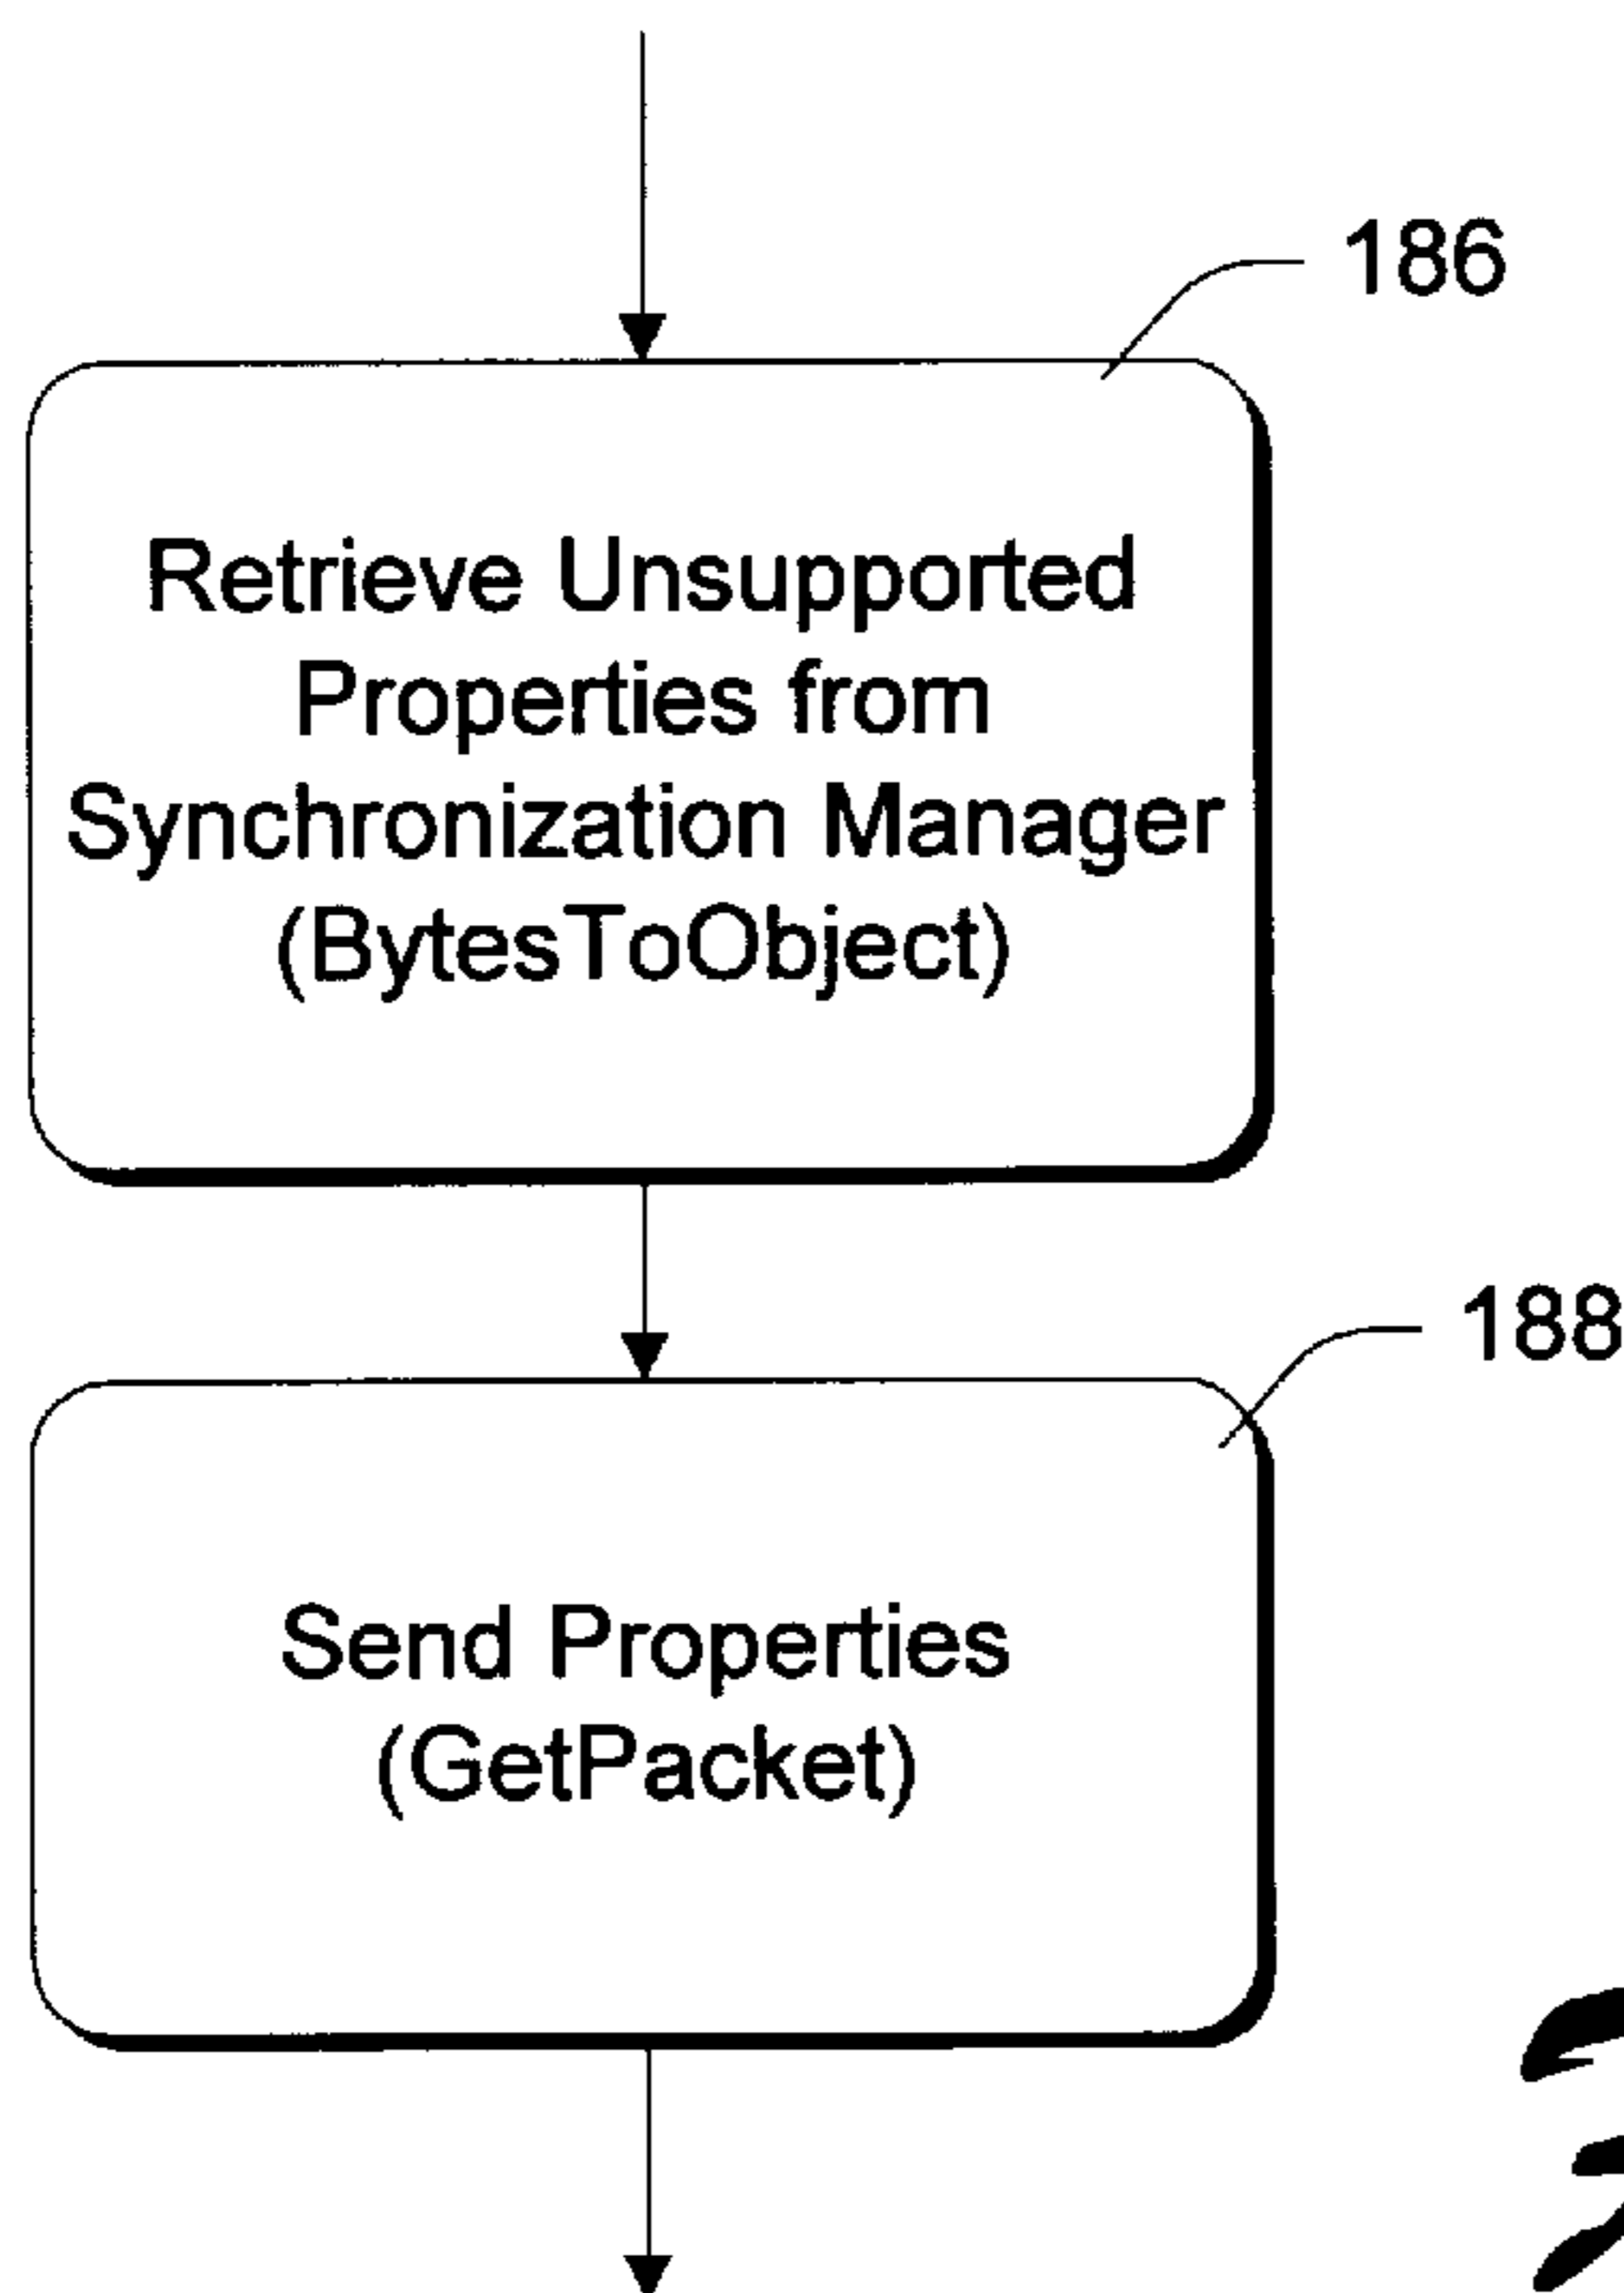 186
Retrieve Unsupported
Properties from
Synchronization Manager
(BytesToObject)
188
Send Properties
(GetPacket)